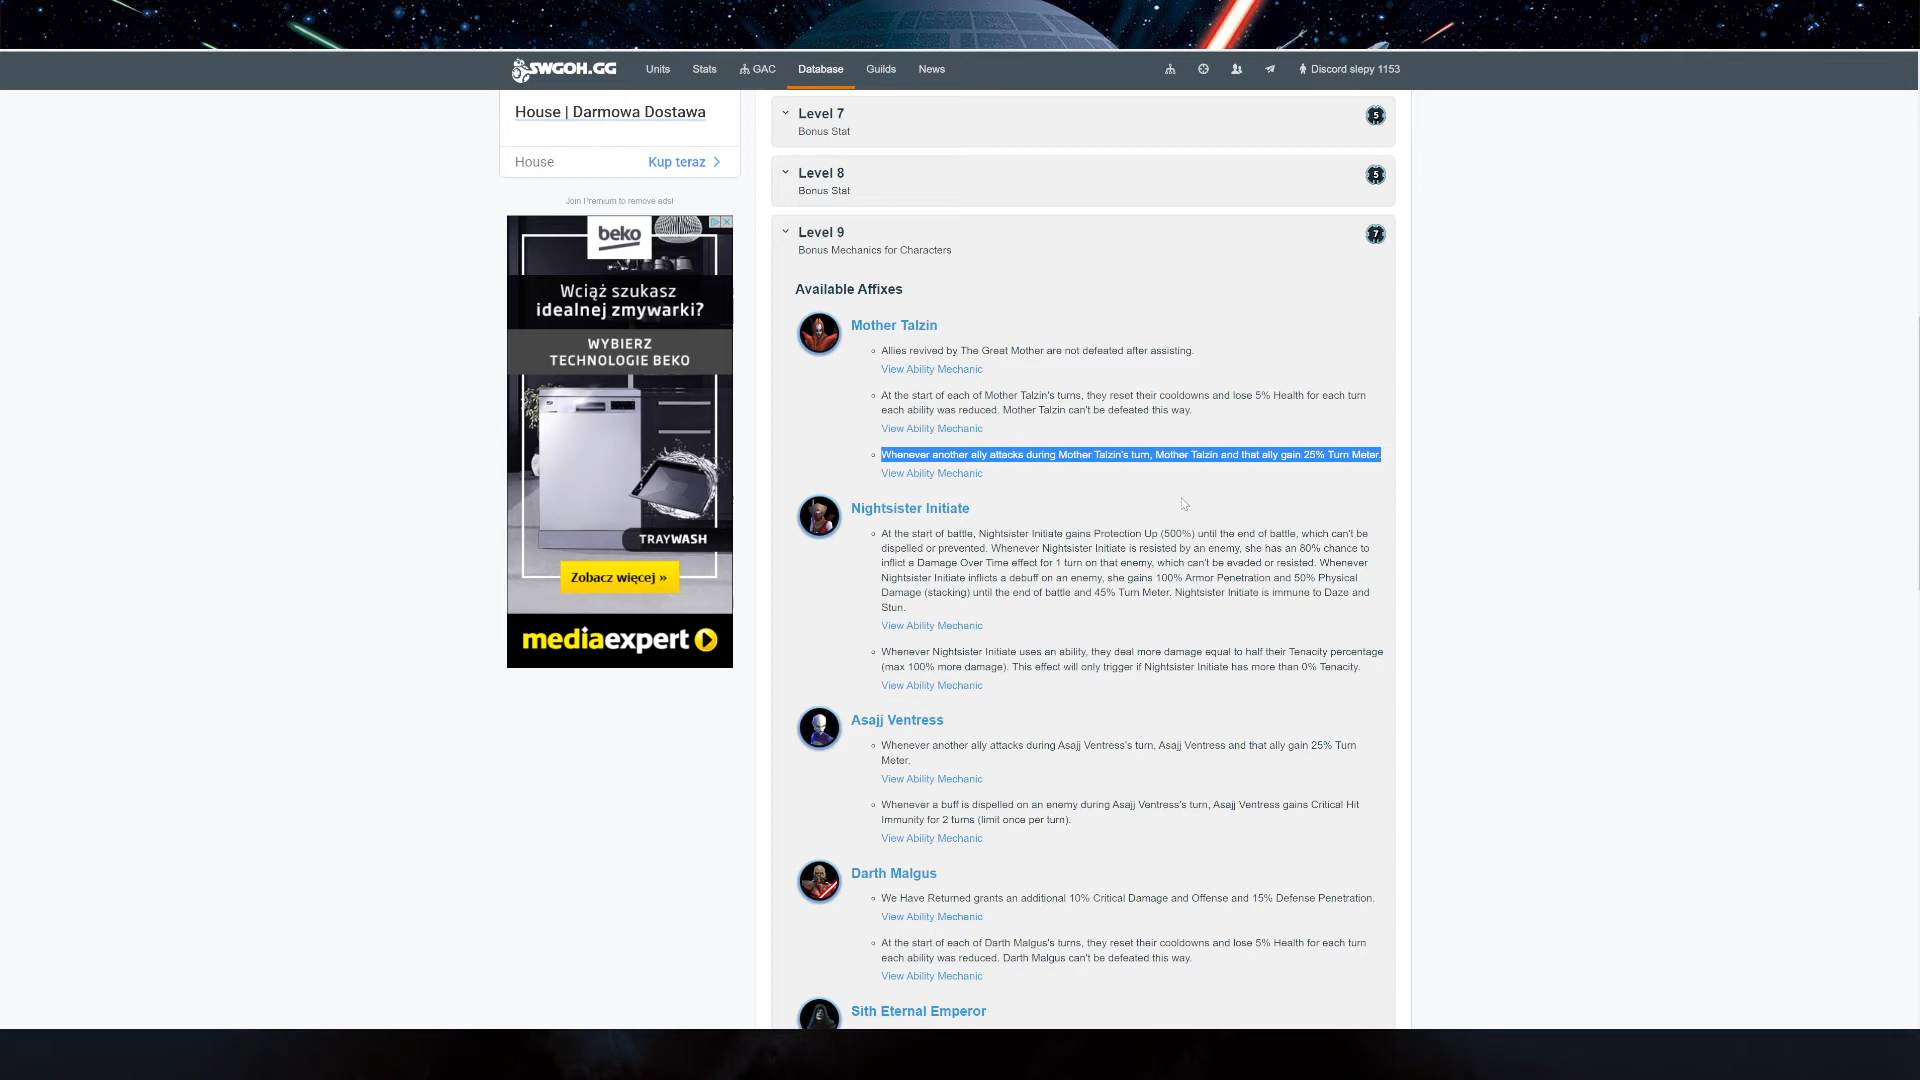 SWGOH.GG
Units
Stats
GAC
Database
Guilds
News
Discord slepy 1153
House | Darmowa Dostawa
House
Kup teraz
Join Premium to remove ads!
beko
Wciąż szukasz
idealnej zmywarki?
WYBIERZ
TECHNOLOGIE BEKO
TRAYWASH
Zobacz więcej »
mediaexpert
Level 7
Bonus Stat
5
Level 8
Bonus Stat
5
Level 9
Bonus Mechanics for Characters
7
Available Affixes
Mother Talzin
Allies revived by The Great Mother are not defeated after assisting.
View Ability Mechanic
At the start of each of Mother Talzin's turns, they reset their cooldowns and lose 5% Health for each turn
each ability was reduced. Mother Talzin can't be defeated this way.
View Ability Mechanic
Whenever another ally attacks during Mother Talzin's turn, Mother Talzin and that ally gain 25% Turn Meter.
View Ability Mechanic
Nightsister Initiate
At the start of battle, Nightsister Initiate gains Protection Up (500%) until the end of battle, which can't be
dispelled or prevented. Whenever Nightsister Initiate is resisted by an enemy, she has an 80% chance to
inflict a Damage Over Time effect for 1 turn on that enemy, which can't be evaded or resisted. Whenever
Nightsister Initiate inflicts a debuff on an enemy, she gains 100% Armor Penetration and 50% Physical
Damage (stacking) until the end of battle and 45% Turn Meter. Nightsister Initiate is immune to Daze and
Stun.
View Ability Mechanic
Whenever Nightsister Initiate uses an ability, they deal more damage equal to half their Tenacity percentage
(max 100% more damage). This effect will only trigger if Nightsister Initiate has more than 0% Tenacity.
View Ability Mechanic
Asajj Ventress
Whenever another ally attacks during Asajj Ventress's turn, Asajj Ventress and that ally gain 25% Turn
Meter.
View Ability Mechanic
Whenever a buff is dispelled on an enemy during Asajj Ventress's turn, Asajj Ventress gains Critical Hit
Immunity for 2 turns (limit once per turn).
View Ability Mechanic
Darth Malgus
We Have Returned grants an additional 10% Critical Damage and Offense and 15% Defense Penetration.
View Ability Mechanic
At the start of each of Darth Malgus's turns, they reset their cooldowns and lose 5% Health for each turn
each ability was reduced. Darth Malgus can't be defeated this way.
View Ability Mechanic
Sith Eternal Emperor